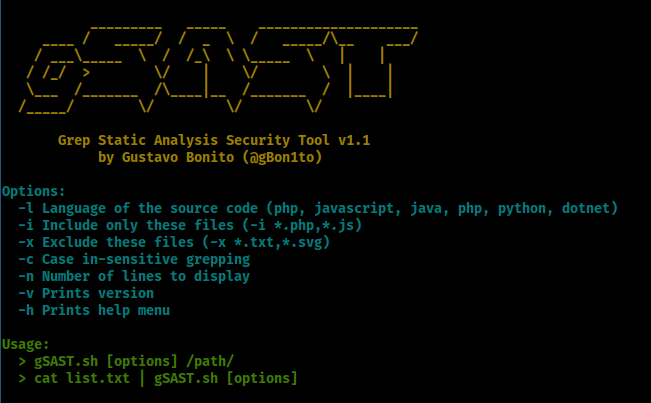 gSAST
Grep Static Analysis Security Tool v1.1
by Gustavo Bonito (@gBon1to)
Options:
-l Language of the source code (php, javascript, java, php, python, dotnet)
-i Include only these files (-i *.php,*.js)
-x Exclude these files (-x *.txt,*.svg)
-c Case in-sensitive grepping
-n Number of lines to display
-v Prints version
-h Prints help menu
Usage:
> gSAST.sh [options] /path/
> cat list.txt | gSAST.sh [options]